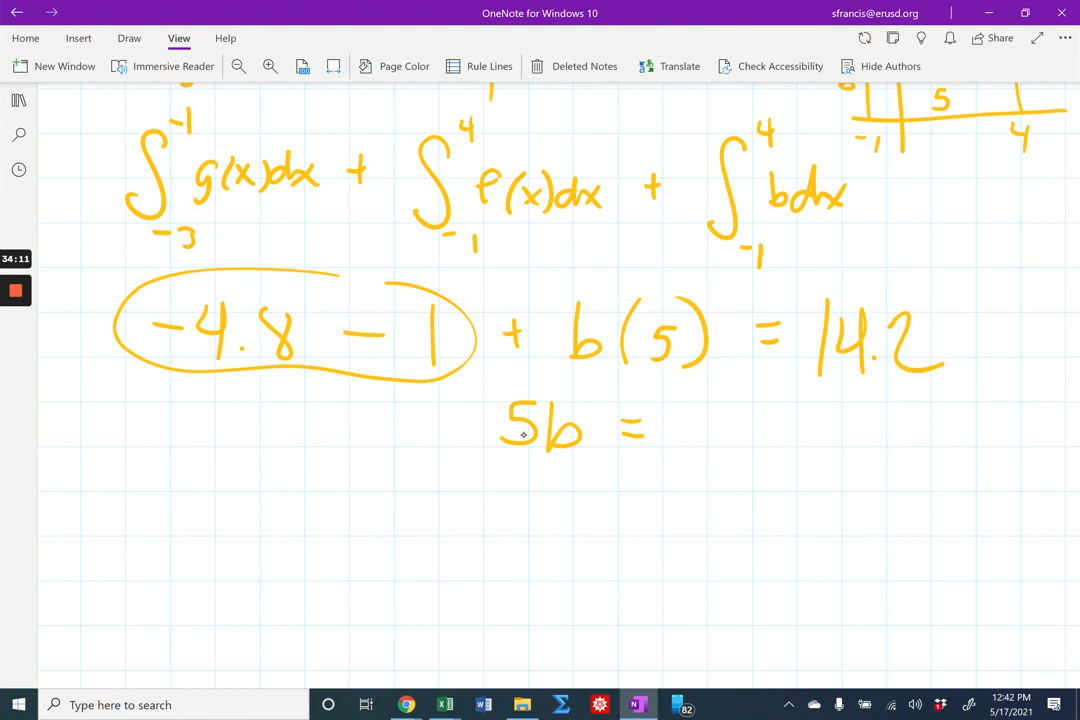 OneNote for Windows 10
sfrancis@erusd.org
Home Insert Draw View Help
Share
New Window Immersive Reader Page Color Rule Lines Deleted Notes Translate Check Accessibility Hide Authors
5
-1 4
∫_{-3}^{-1} g(x)dx + ∫_{-1}^{4} f(x)dx + ∫_{-1}^{4} bdx
34:11
-4.8 - 1 + b(5) = 14.2
5b =
Type here to search
82
12:42 PM
5/17/2021